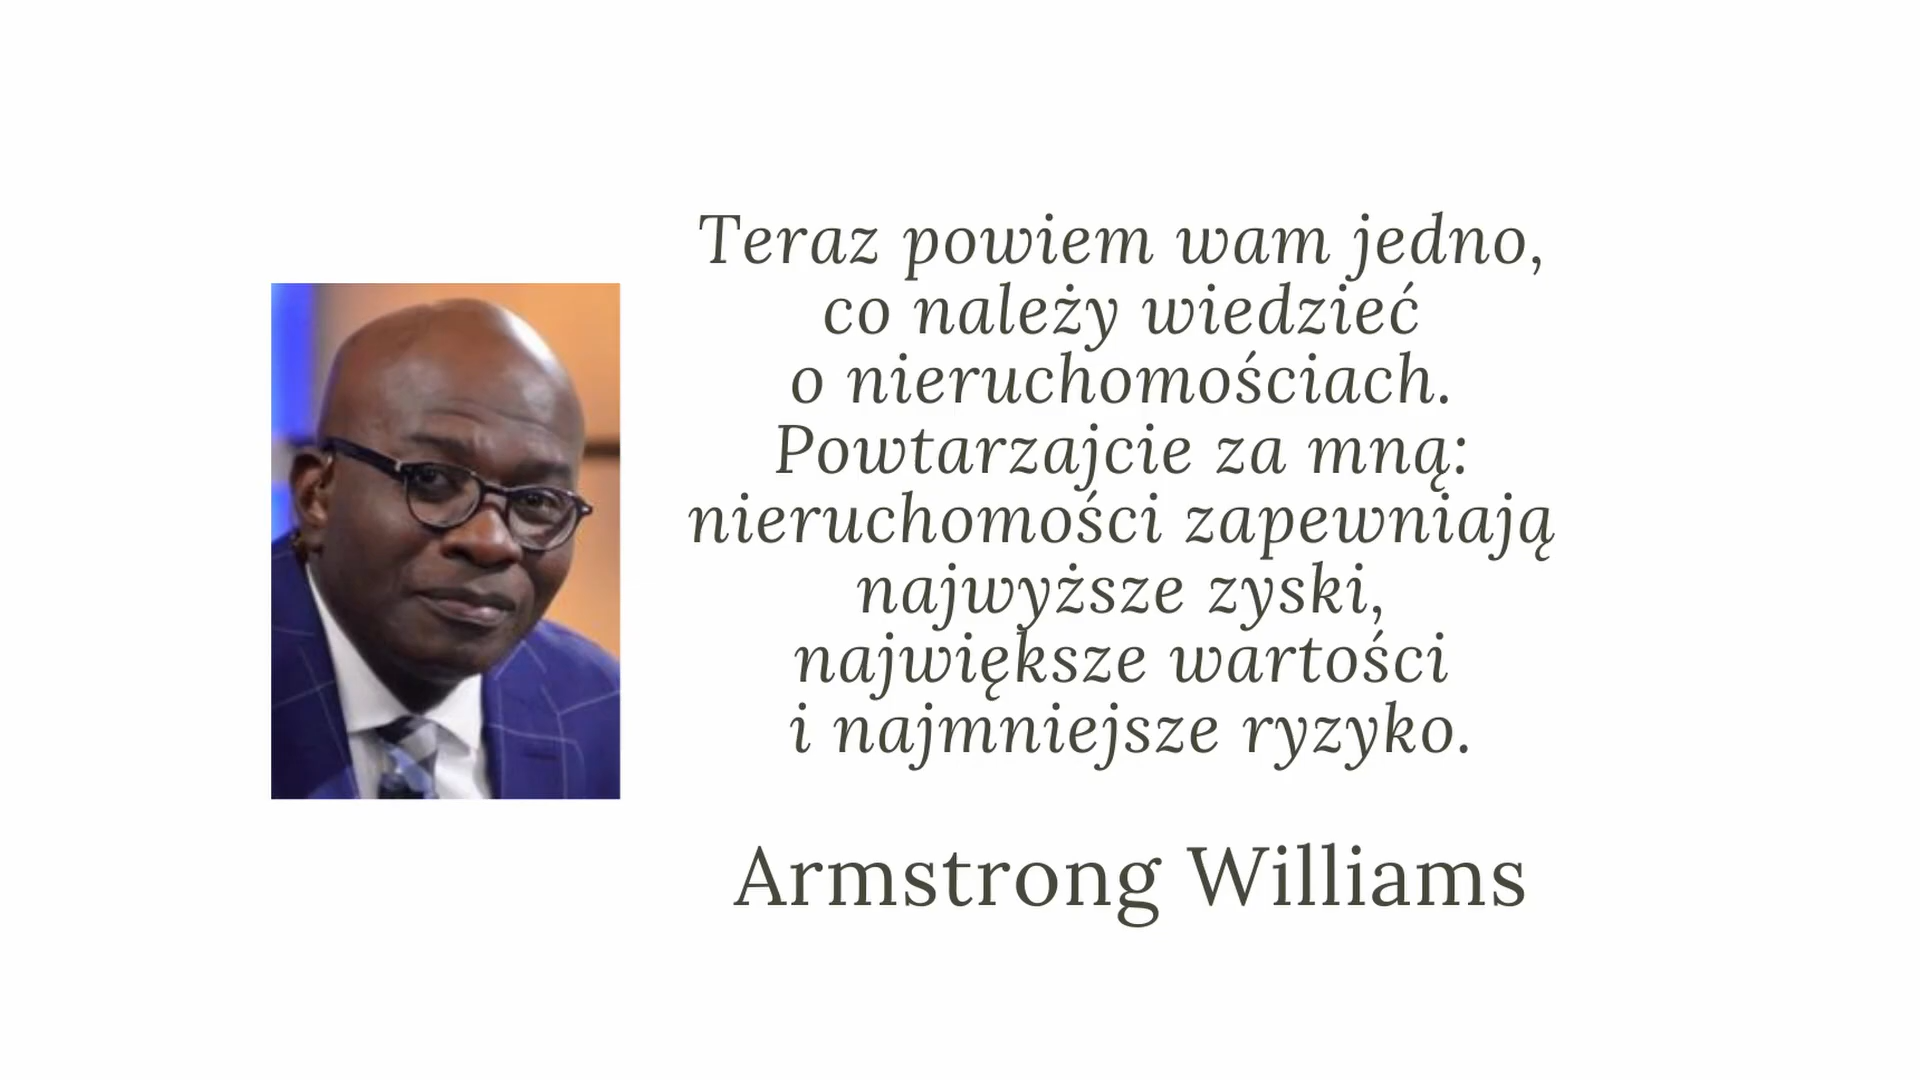 Teraz powiem wam jedno,
co należy wiedzieć
o nieruchomościach.
Powtarzajcie za mną:
nieruchomości zapewniają
najwyższe zyski,
największe wartości
i najmniejsze ryzyko.
Armstrong Williams